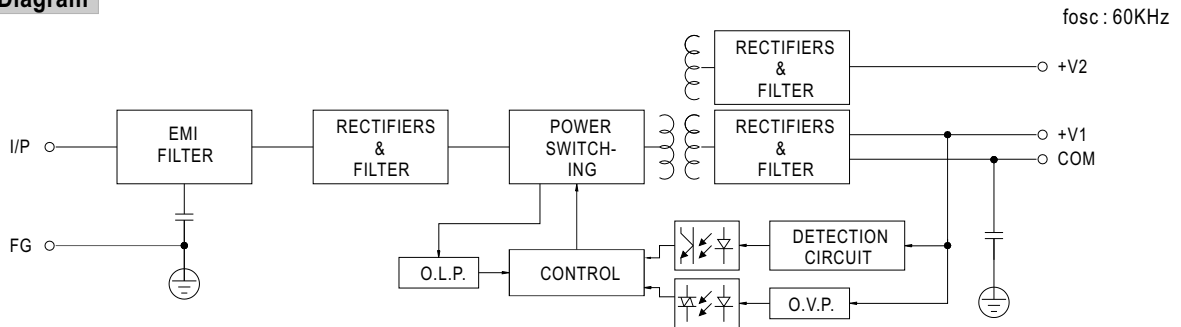 Diagram
fosc : 60KHz
RECTIFIERS
&
FILTER
+V2
I/P
EMI
FILTER
RECTIFIERS
&
FILTER
POWER
SWITCH-
ING
RECTIFIERS
&
FILTER
+V1
COM
FG
O.L.P.
CONTROL
DETECTION
CIRCUIT
O.V.P.